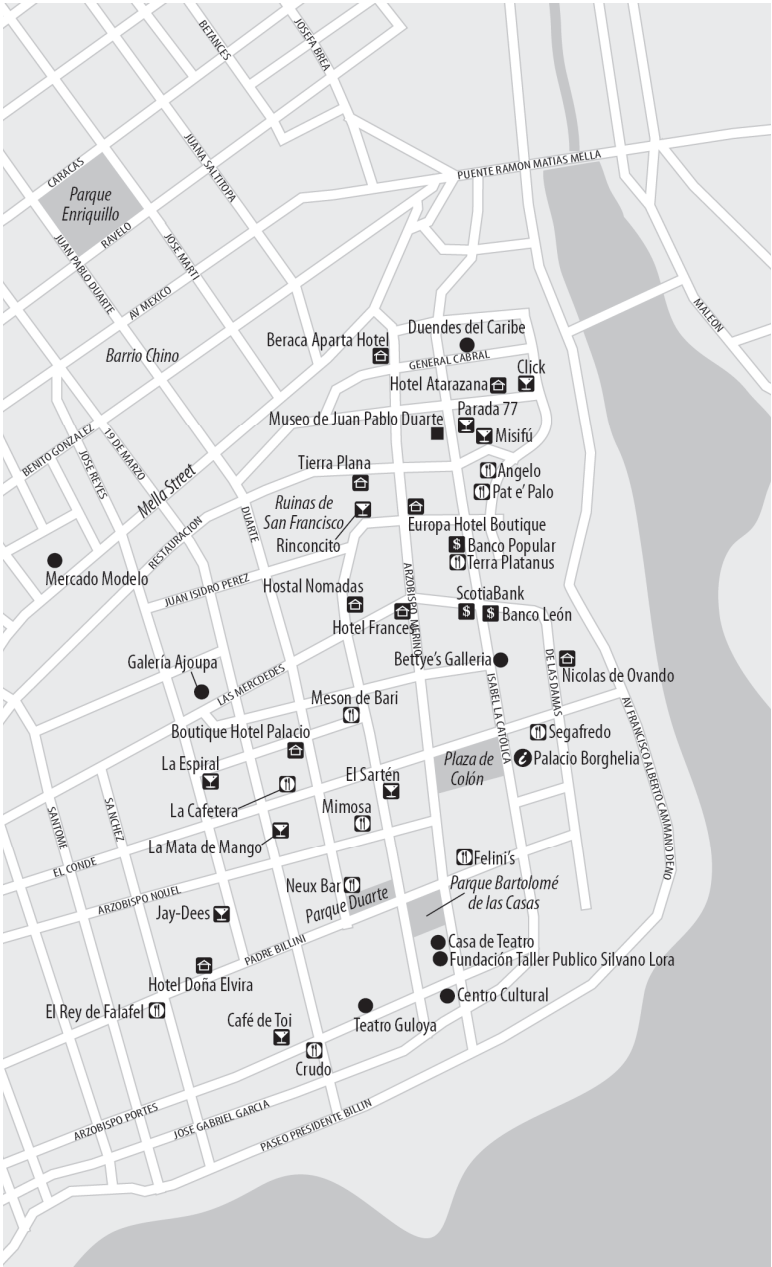 BETANCES
JOSEFA BREA
JUANA SALTITOPA
PUENTE RAMON MATIAS MELLA
CARACAS
Parque
Enriquillo
RAVELO
JUAN PABLO DUARTE
JOSE MARTI
AV MEXICO
MALEON
Barrio Chino
Duendes del Caribe
Beraca Aparta Hotel
GENERAL CABRAL
Click
Hotel Atarazana
Parada 77
Museo de Juan Pablo Duarte
Misifú
BENITO GONZALEZ
19 DE MARZO
JOSE REYES
Mella Street
Tierra Plana
Angelo
Pat e' Palo
Ruinas de
San Francisco
Rinconcito
DUARTE
RESTAURACION
Europa Hotel Boutique
Banco Popular
Terra Platanus
Mercado Modelo
JUAN ISIDRO PEREZ
Hostal Nomadas
ARZOBISPO MERINO
ScotiaBank
Banco León
Hotel Frances
Galería Ajoupa
LAS MERCDEDES
Bettye's Galleria
DE LAS DAMAS
Nicolas de Ovando
ISABEL LA CATÓLICA
AV FRANCISCO ALBERTO CAMMANO DENO
Meson de Bari
Boutique Hotel Palacio
Segafredo
Plaza de
Colón
Palacio Borghelia
La Espiral
El Sartén
La Cafetera
Mimosa
SANTOME
SA NCHEZ
La Mata de Mango
EL CONDE
Felini's
Neux Bar
Parque Duarte
Parque Bartolomé
de las Casas
ARZOBISPO NOUEL
Jay-Dees
PADRE BILLINI
Casa de Teatro
Fundación Taller Publico Silvano Lora
Hotel Doña Elvira
Centro Cultural
El Rey de Falafel
Café de Toi
Teatro Guloya
Crudo
ARZOBISPO PORTES
JOSE GABRIEL GARCIA
PASEO PRESIDENTE BILLIN